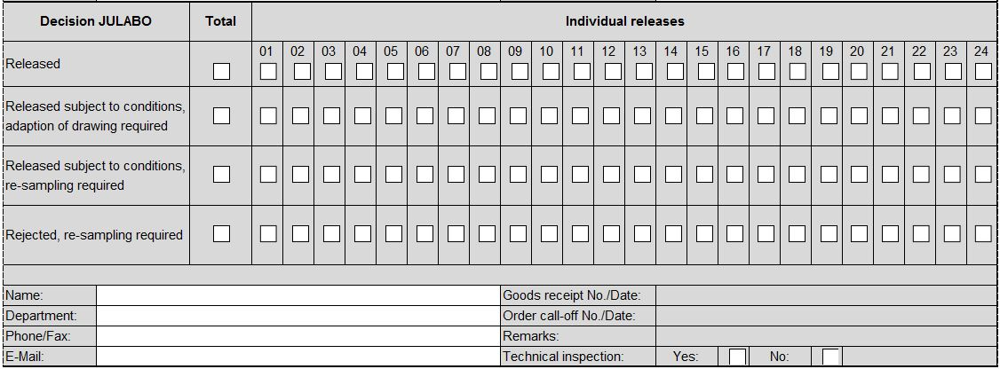 Decision JULABO Total Individual releases
01 02 03 04 05 06 07 08 09 10 11 12 13 14 15 16 17 18 19 20 21 22 23 24
Released
Released subject to conditions,
adaption of drawing required
Released subject to conditions,
re-sampling required
Rejected, re-sampling required
Name: Goods receipt No./Date:
Department: Order call-off No./Date:
Phone/Fax: Remarks:
E-Mail: Technical inspection: Yes: No: